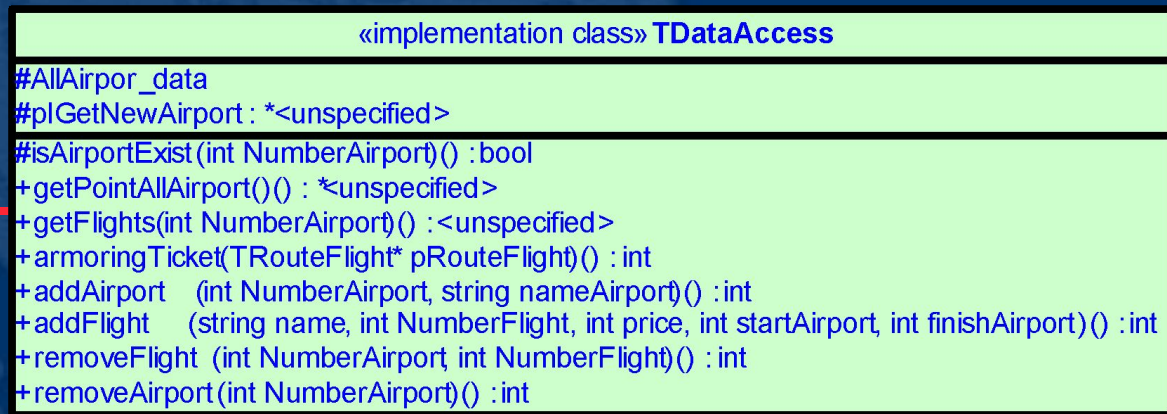 «implementation class» TDataAccess
#AllAirpor_data
#plGetNewAirport : *<unspecified>
#isAirportExist(int NumberAirport)() : bool
+getPointAllAirport()() : *<unspecified>
+getFlights(int NumberAirport)() : <unspecified>
+armoringTicket(TRouteFlight* pRouteFlight)() : int
+addAirport (int NumberAirport, string nameAirport)() : int
+addFlight (string name, int NumberFlight, int price, int startAirport, int finishAirport)() : int
+removeFlight (int NumberAirport, int NumberFlight)() : int
+removeAirport(int NumberAirport)() : int